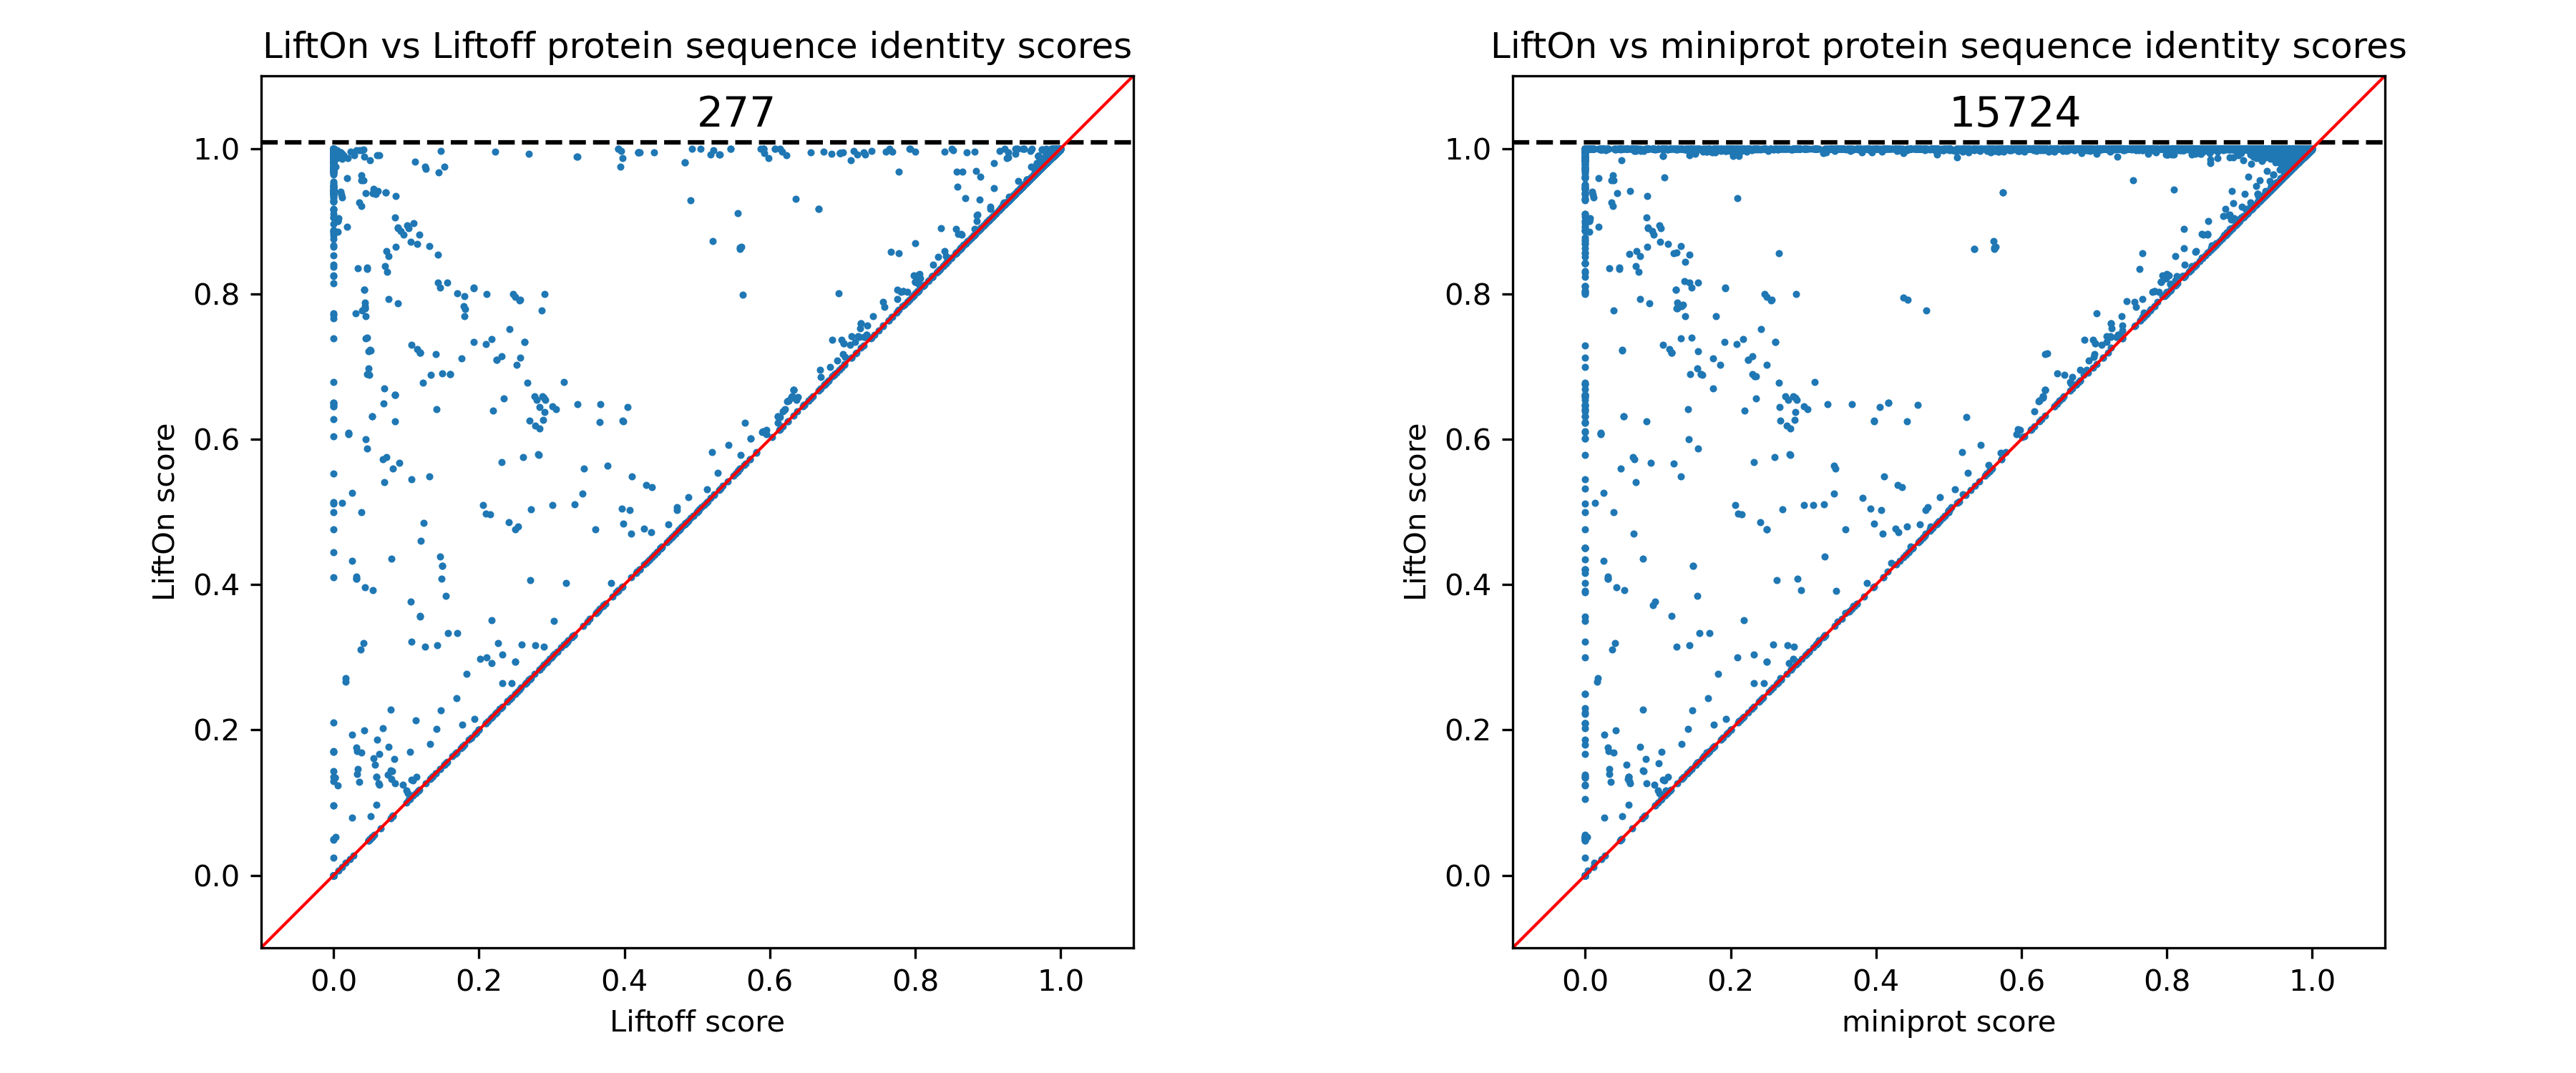 LiftOn vs Liftoff protein sequence identity scores
277
1.0
0.8
0.6
0.4
0.2
0.0
LiftOn score
0.0 0.2 0.4 0.6 0.8 1.0
Liftoff score
LiftOn vs miniprot protein sequence identity scores
15724
1.0
0.8
0.6
0.4
0.2
0.0
LiftOn score
0.0 0.2 0.4 0.6 0.8 1.0
miniprot score